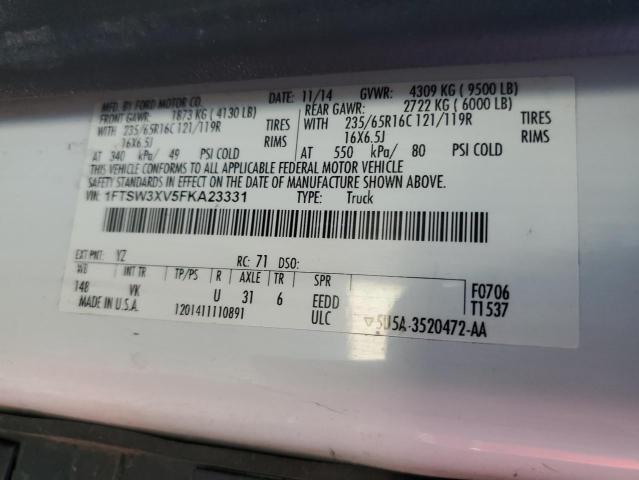 MFD. BY FORD MOTOR CO.
DATE: 11/14 GVWR: 4309 KG ( 9500 LB)
FRONT GAWR: 1873 KG ( 4130 LB)
REAR GAWR: 2722 KG ( 6000 LB)
WITH 235/65R16C 121/119R TIRES
WITH 235/65R16C 121/119R TIRES
16X6.5J RIMS
16X6.5J RIMS
AT 340 kPa/ 49 PSI COLD
AT 550 kPa/ 80 PSI COLD
THIS VEHICLE CONFORMS TO ALL APPLICABLE FEDERAL MOTOR VEHICLE
SAFETY STANDARDS IN EFFECT ON THE DATE OF MANUFACTURE SHOWN ABOVE.
VIN: 1FTSW3XV5FKA23331 TYPE: Truck
EXT PNT: YZ RC: 71 DSO:
WB INT TR TP/PS R AXLE TR SPR
148 VK U 31 6 EEDD
F0706
T1537
MADE IN U.S.A. 1201411110891 ULC
5U5A-3520472-AA